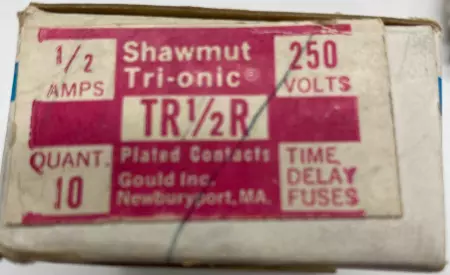 1/2
AMPS
Shawmut
Tri-onic®
250
VOLTS
TR1/2R
QUANT.
10
Plated Contacts
Gould Inc.
Newburyport, MA.
TIME
DELAY
FUSES